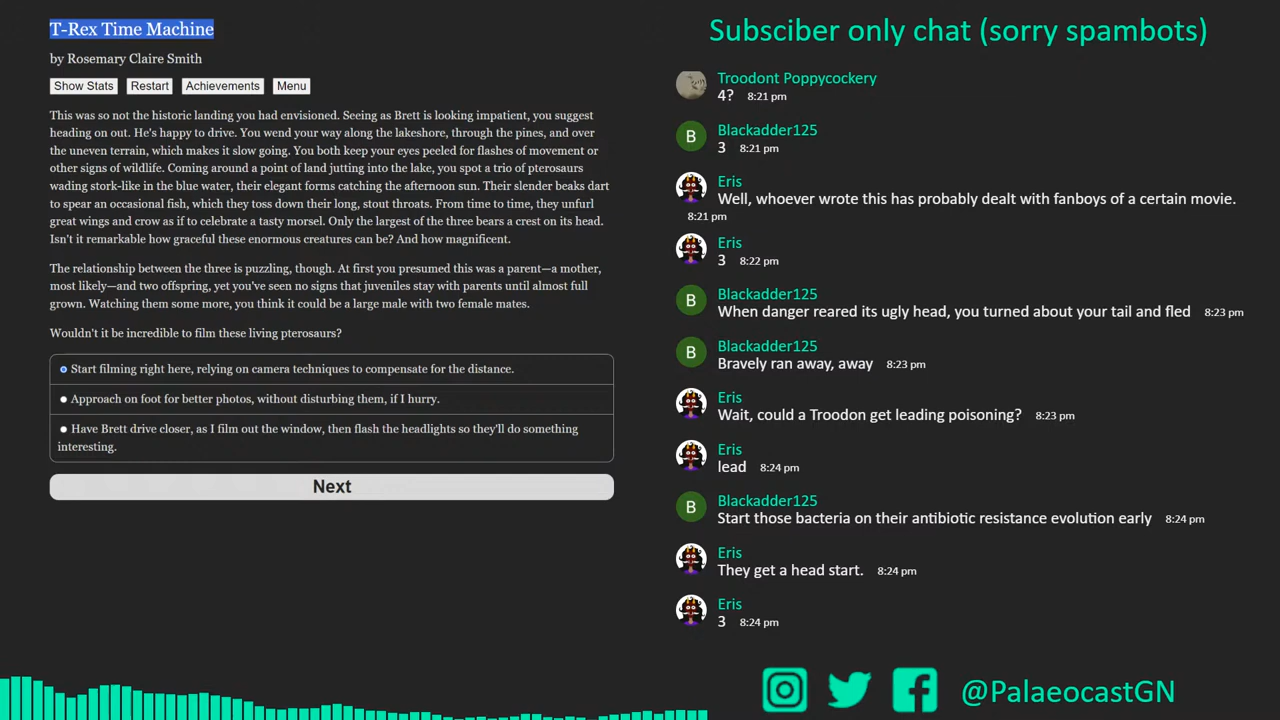 T-Rex Time Machine
by Rosemary Claire Smith
Show Stats Restart Achievements Menu
This was so not the historic landing you had envisioned. Seeing as Brett is looking impatient, you suggest
heading on out. He's happy to drive. You wend your way along the lakeshore, through the pines, and over
the uneven terrain, which makes it slow going. You both keep your eyes peeled for flashes of movement or
other signs of wildlife. Coming around a point of land jutting into the lake, you spot a trio of pterosaurs
wading stork-like in the blue water, their elegant forms catching the afternoon sun. Their slender beaks dart
to spear an occasional fish, which they toss down their long, stout throats. From time to time, they unfurl
great wings and crow as if to celebrate a tasty morsel. Only the largest of the three bears a crest on its head.
Isn't it remarkable how graceful these enormous creatures can be? And how magnificent.
The relationship between the three is puzzling, though. At first you presumed this was a parent—a mother,
most likely—and two offspring, yet you've seen no signs that juveniles stay with parents until almost full
grown. Watching them some more, you think it could be a large male with two female mates.
Wouldn't it be incredible to film these living pterosaurs?
Start filming right here, relying on camera techniques to compensate for the distance.
Approach on foot for better photos, without disturbing them, if I hurry.
Have Brett drive closer, as I film out the window, then flash the headlights so they'll do something
interesting.
Next
Subsciber only chat (sorry spambots)
Troodont Poppycockery
4? 8:21 pm
B Blackadder125
3 8:21 pm
Eris
Well, whoever wrote this has probably dealt with fanboys of a certain movie.
8:21 pm
Eris
3 8:22 pm
B Blackadder125
When danger reared its ugly head, you turned about your tail and fled 8:23 pm
B Blackadder125
Bravely ran away, away 8:23 pm
Eris
Wait, could a Troodon get leading poisoning? 8:23 pm
Eris
lead 8:24 pm
B Blackadder125
Start those bacteria on their antibiotic resistance evolution early 8:24 pm
Eris
They get a head start. 8:24 pm
Eris
3 8:24 pm
@PalaeocastGN